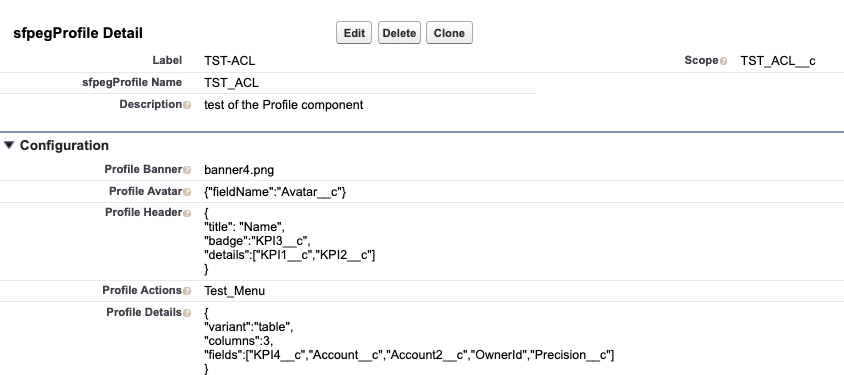 sfpegProfile Detail
Edit
Delete
Clone
Label TST-ACL
Scope? TST_ACL__c
sfpegProfile Name TST_ACL
Description? test of the Profile component
Configuration
Profile Banner? banner4.png
Profile Avatar? {"fieldName":"Avatar__c"}
Profile Header? {
"title": "Name",
"badge":"KPI3__c",
"details":["KPI1__c","KPI2__c"]
}
Profile Actions? Test_Menu
Profile Details? {
"variant":"table",
"columns":3,
"fields":["KPI4__c","Account__c","Account2__c","OwnerId","Precision__c"]
}